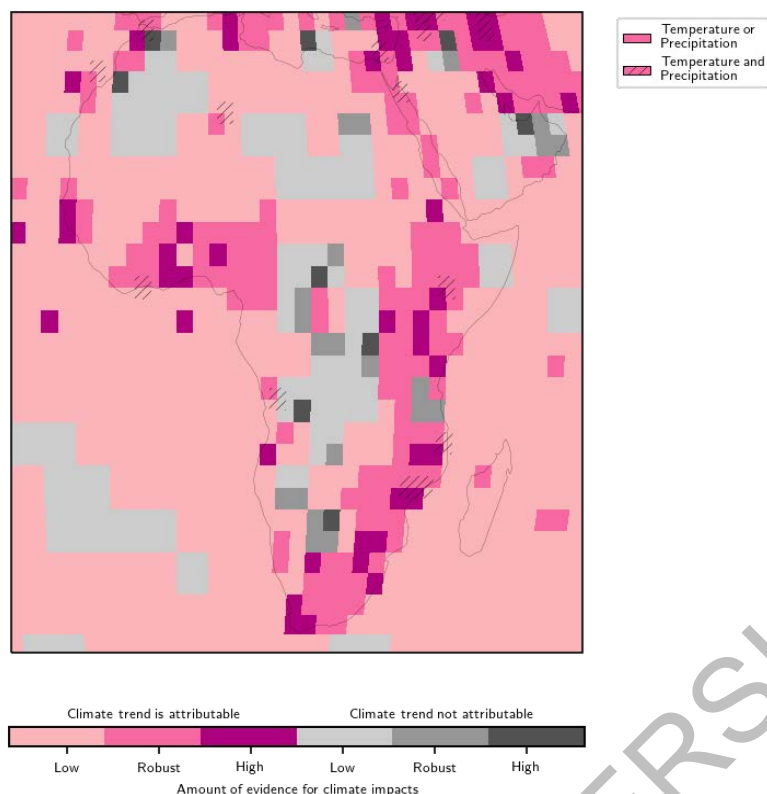 Temperature or
Precipitation
Temperature and
Precipitation
Climate trend is attributable
Climate trend not attributable
Low
Robust
High
Low
Robust
High
Amount of evidence for climate impacts
ERS